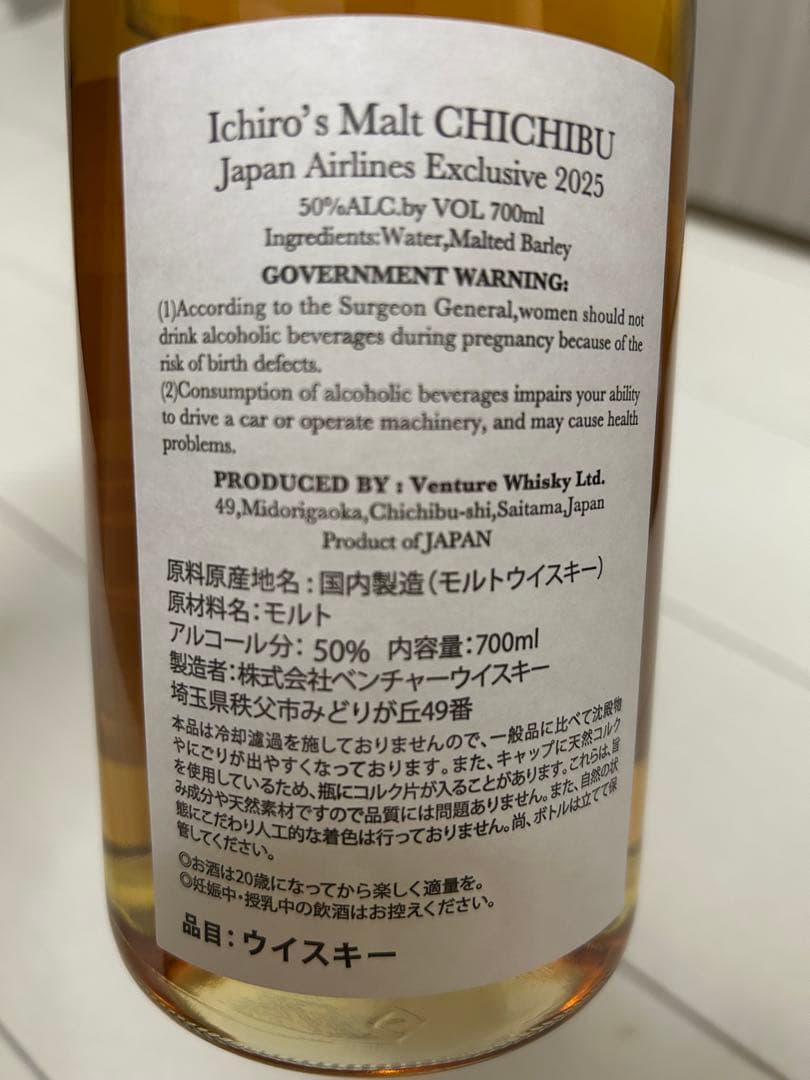 Ichiro's Malt CHICHIBU
Japan Airlines Exclusive 2025
50%ALC.by VOL 700ml
Ingredients:Water,Malted Barley
GOVERNMENT WARNING:
(1)According to the Surgeon General,women should not
drink alcoholic beverages during pregnancy because of the
risk of birth defects.
(2)Consumption of alcoholic beverages impairs your ability
to drive a car or operate machinery, and may cause health
problems.
PRODUCED BY : Venture Whisky Ltd.
49,Midorigaoka,Chichibu-shi,Saitama,Japan
Product of JAPAN
原料原産地名：国内製造（モルトウイスキー）
原材料名：モルト
アルコール分： 50% 内容量：700ml
製造者：株式会社ベンチャーウイスキー
埼玉県秩父市みどりが丘49番
本品は冷却濾過を施しておりませんので、一般品に比べて沈殿物
やにごりが出やすくなっております。また、キャップに天然コルク
を使用しているため、瓶にコルク片が入ることがあります。これらは、旨
み成分や天然素材ですので品質には問題ありません。また、自然の状
態にこだわり人工的な着色は行っておりません。尚、ボトルは立てて保
管してください。
◎お酒は20歳になってから楽しく適量を。
◎妊娠中・授乳中の飲酒はお控えください。
品目：ウイスキー